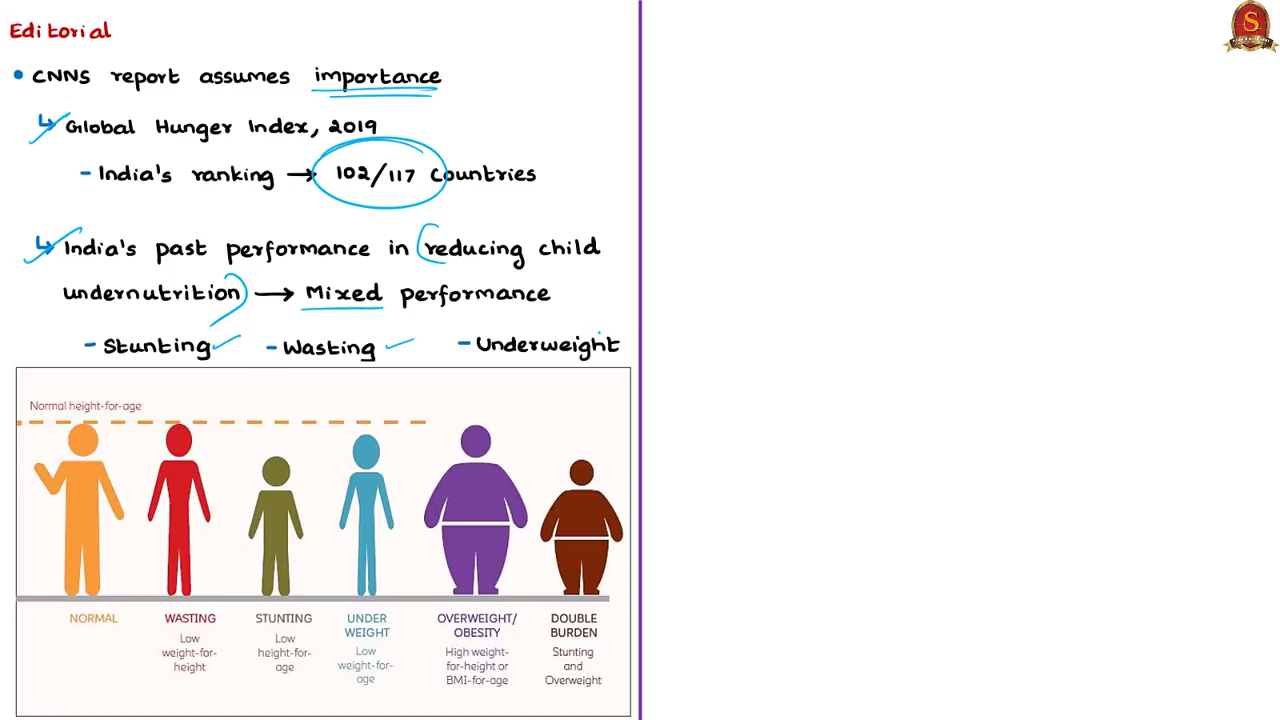 Editorial
• CNNS report assumes importance
↳ Global Hunger Index, 2019
- India's ranking → 102/117 Countries
↳ India's past performance in reducing child
undernutrition → Mixed performance
- Stunting - Wasting - Underweight
Normal height-for-age
NORMAL
WASTING
Low
weight-for-
height
STUNTING
Low
height-for-
age
UNDER
WEIGHT
Low
weight-for-
age
OVERWEIGHT/
OBESITY
High weight-
for-height or
BMI-for-age
DOUBLE
BURDEN
Stunting
and
Overweight
S